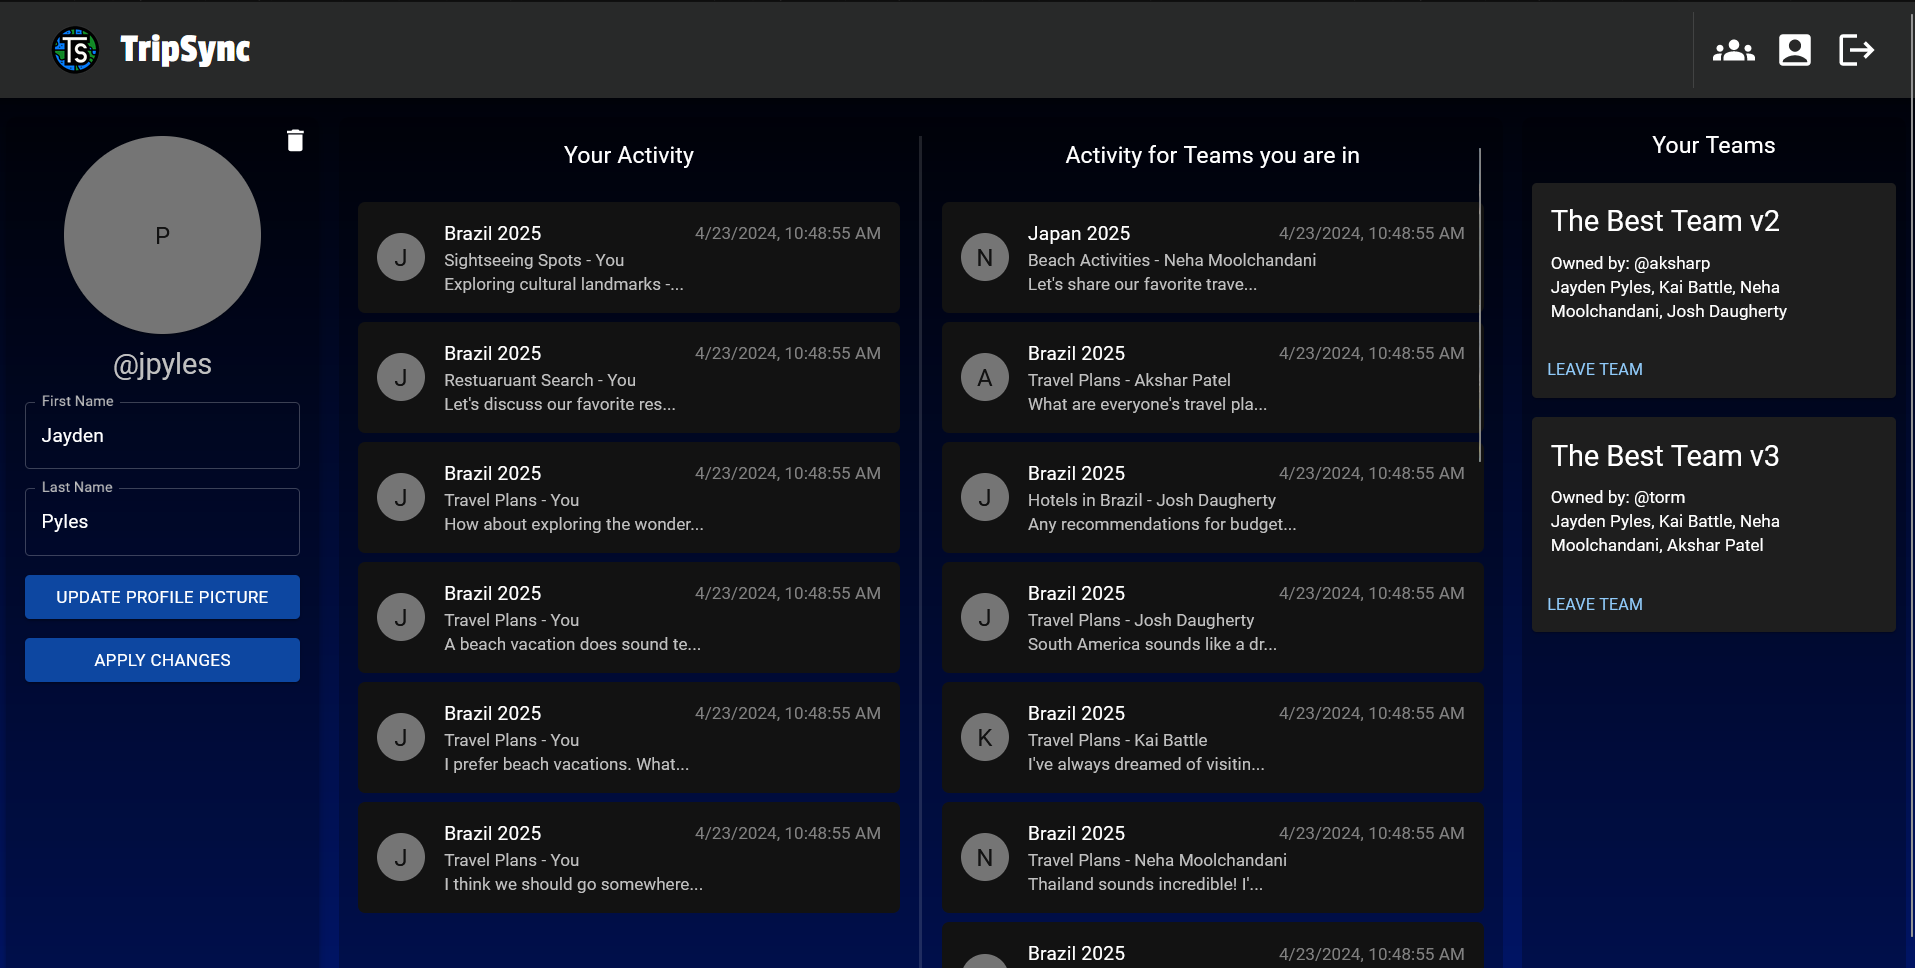 TS TripSync
P
@jpyles
First Name
Jayden
Last Name
Pyles
UPDATE PROFILE PICTURE
APPLY CHANGES
Your Activity
J
Brazil 2025 4/23/2024, 10:48:55 AM
Sightseeing Spots - You
Exploring cultural landmarks -...
J
Brazil 2025 4/23/2024, 10:48:55 AM
Restuaruant Search - You
Let's discuss our favorite res...
J
Brazil 2025 4/23/2024, 10:48:55 AM
Travel Plans - You
How about exploring the wonder...
J
Brazil 2025 4/23/2024, 10:48:55 AM
Travel Plans - You
A beach vacation does sound te...
J
Brazil 2025 4/23/2024, 10:48:55 AM
Travel Plans - You
I prefer beach vacations. What...
J
Brazil 2025 4/23/2024, 10:48:55 AM
Travel Plans - You
I think we should go somewhere...
Activity for Teams you are in
N
Japan 2025 4/23/2024, 10:48:55 AM
Beach Activities - Neha Moolchandani
Let's share our favorite trave...
A
Brazil 2025 4/23/2024, 10:48:55 AM
Travel Plans - Akshar Patel
What are everyone's travel pla...
J
Brazil 2025 4/23/2024, 10:48:55 AM
Hotels in Brazil - Josh Daugherty
Any recommendations for budget...
J
Brazil 2025 4/23/2024, 10:48:55 AM
Travel Plans - Josh Daugherty
South America sounds like a dr...
K
Brazil 2025 4/23/2024, 10:48:55 AM
Travel Plans - Kai Battle
I've always dreamed of visitin...
N
Brazil 2025 4/23/2024, 10:48:55 AM
Travel Plans - Neha Moolchandani
Thailand sounds incredible! I'...
Brazil 2025 4/23/2024, 10:48:55 AM
Your Teams
The Best Team v2
Owned by: @aksharp
Jayden Pyles, Kai Battle, Neha
Moolchandani, Josh Daugherty
LEAVE TEAM
The Best Team v3
Owned by: @torm
Jayden Pyles, Kai Battle, Neha
Moolchandani, Akshar Patel
LEAVE TEAM